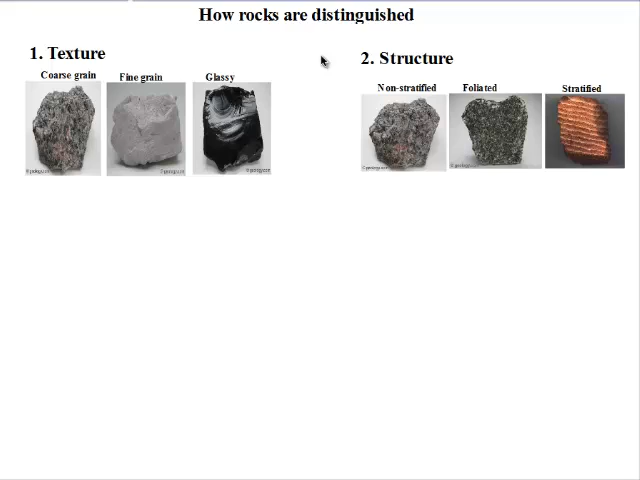 How rocks are distinguished
1. Texture
Coarse grain
Fine grain
Glassy
2. Structure
Non-stratified
Foliated
Stratified